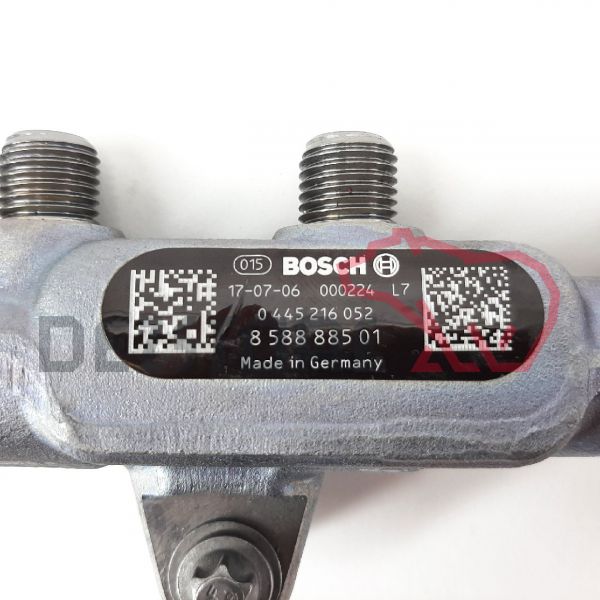 015 BOSCH
17-07-06 000224 L7
0 445 216 052
8 588 885 01
Made in Germany